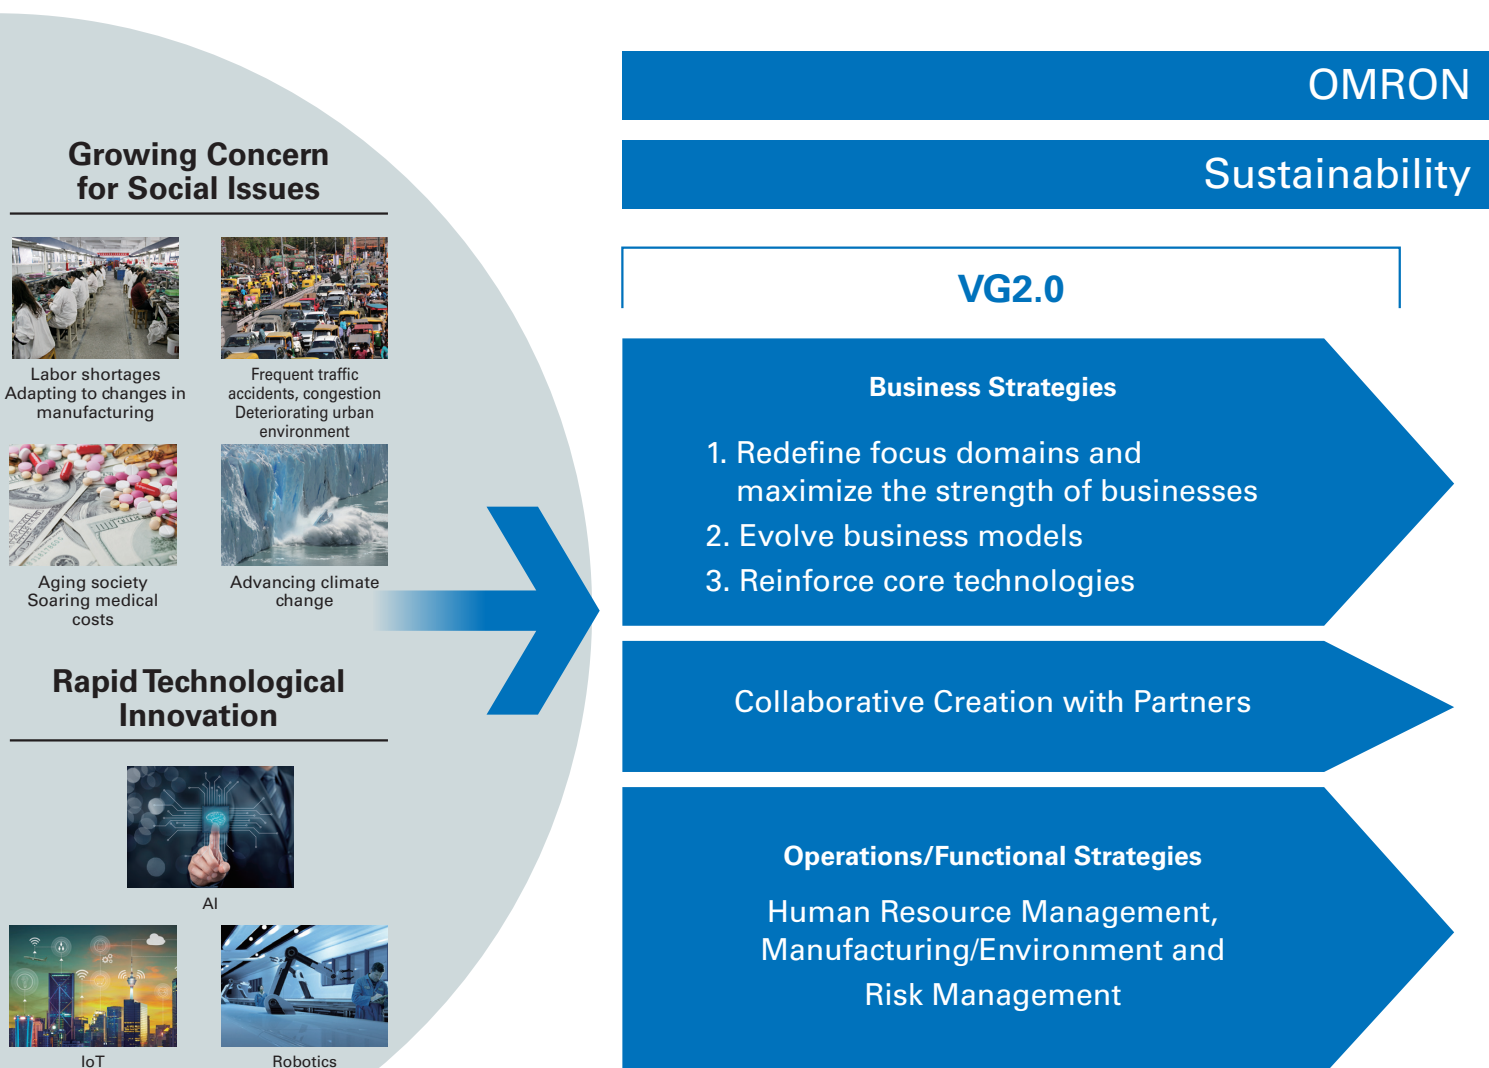 Growing Concern
for Social Issues
Labor shortages
Adapting to changes in
manufacturing
Frequent traffic
accidents, congestion
Deteriorating urban
environment
Aging society
Soaring medical
costs
Advancing climate
change
Rapid Technological
Innovation
AI
IoT
Robotics
OMRON
Sustainability
VG2.0
Business Strategies
1. Redefine focus domains and
maximize the strength of businesses
2. Evolve business models
3. Reinforce core technologies
Collaborative Creation with Partners
Operations/Functional Strategies
Human Resource Management,
Manufacturing/Environment and
Risk Management